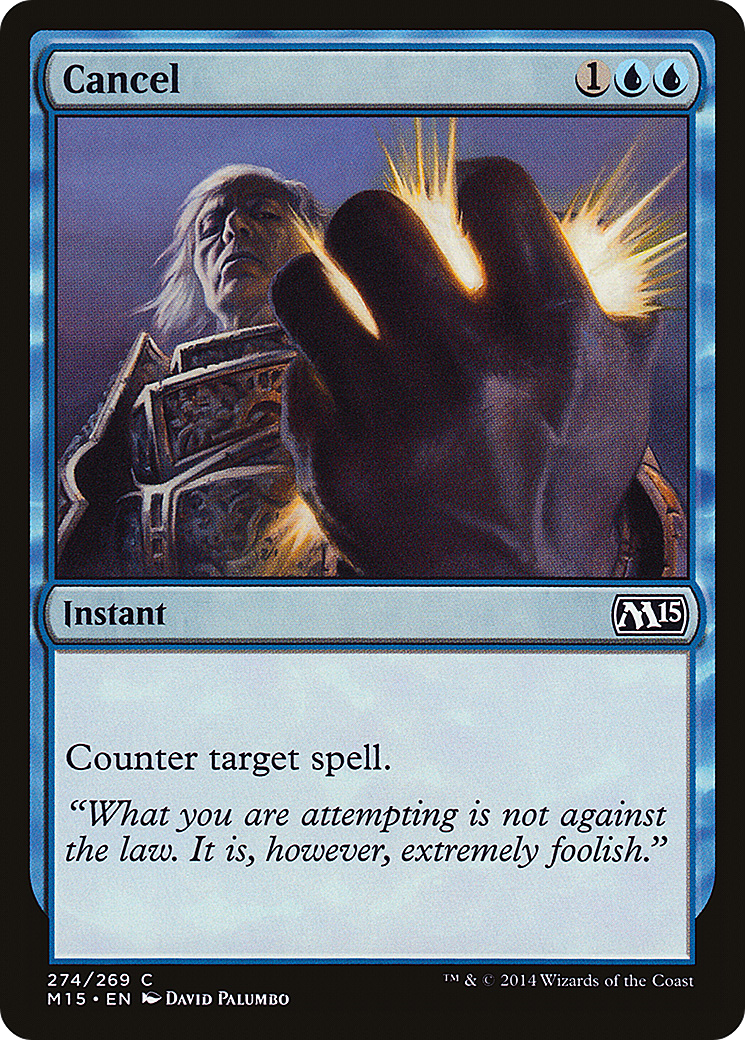 Cancel 1
Instant M15
Counter target spell.
“What you are attempting is not against
the law. It is, however, extremely foolish.”
274/269 C ™ & © 2014 Wizards of the Coast
M15 • EN David Palumbo